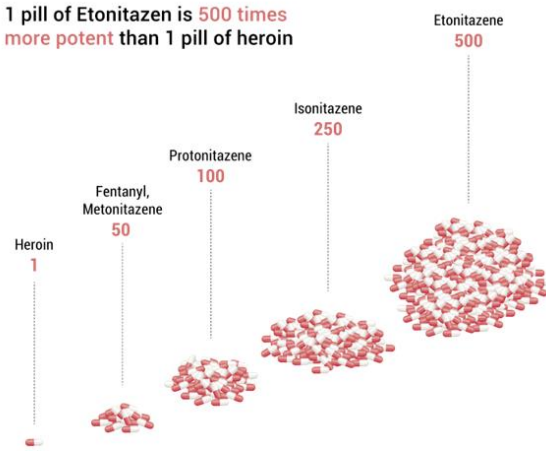 1 pill of Etonitazen is 500 times
more potent than 1 pill of heroin
Etonitazene
500
Isonitazene
250
Protonitazene
100
Fentanyl,
Metonitazene
50
Heroin
1